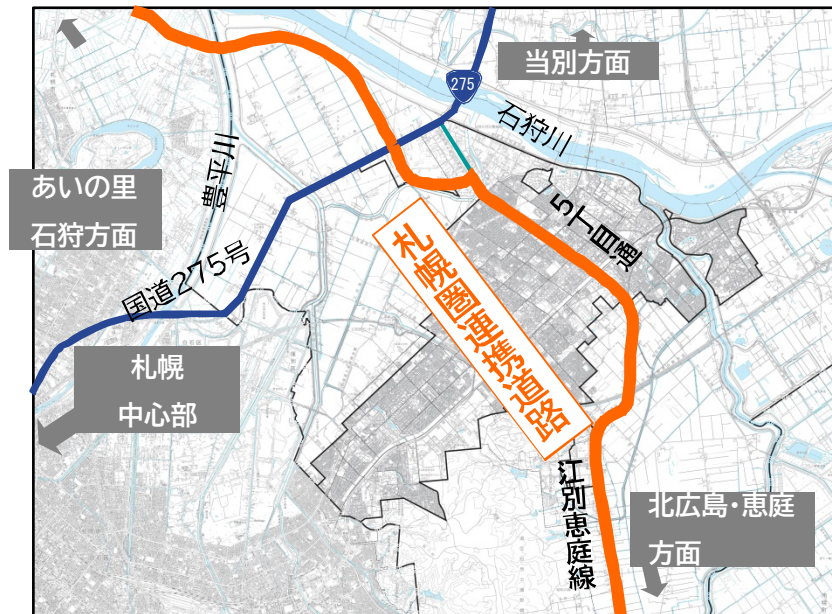 当別方面
275
石狩川
豊平川
あいの里
石狩方面
5丁目通
国道275号
札幌圏連携道路
札幌
中心部
江別恵庭線
北広島・恵庭
方面